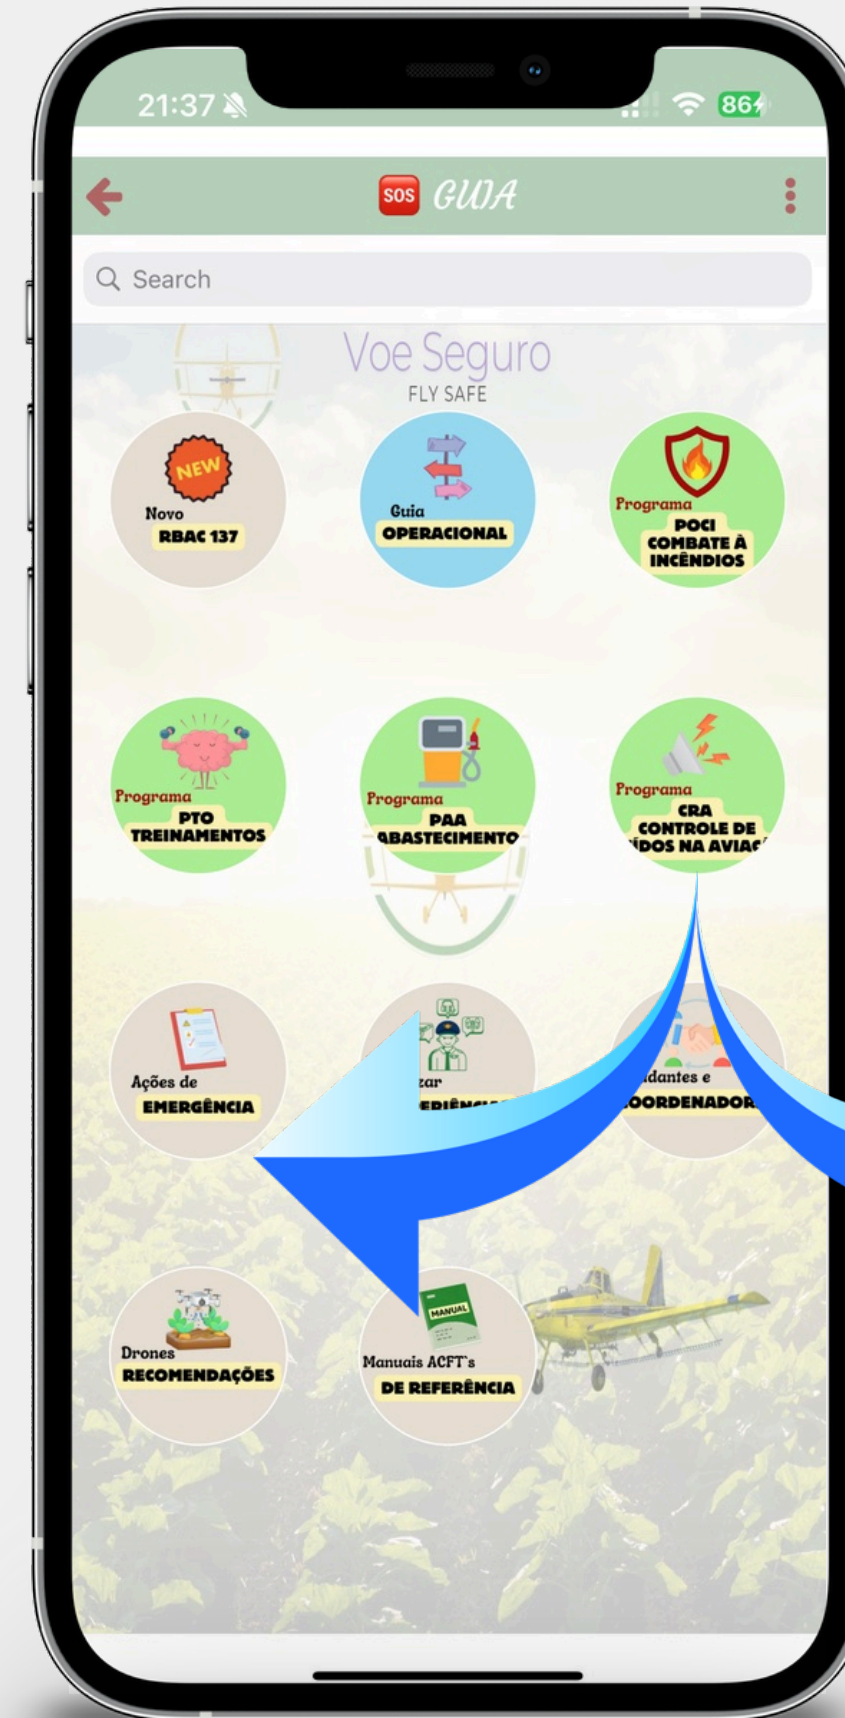 21:37
86
SOS GUIA
Search
Voe Seguro
FLY SAFE
NEW
Novo
RBAC 137
Guia
OPERACIONAL
Programa
POCI
COMBATE À
INCÊNDIOS
Programa
PTO
TREINAMENTOS
Programa
PAA
ABASTECIMENTO
Programa
CRA
CONTROLE DE
NA
Ações de
EMERGÊNCIA
e
Drones
RECOMENDAÇÕES
MANUAL
Manuais ACFT`s
DE REFERÊNCIA